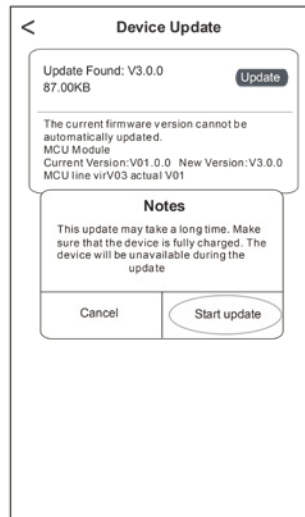 Device Update
Update Found: V3.0.0
87.00KB
Update
The current firmware version cannot be
automatically updated.
MCU Module
Current Version:V01.0.0 New Version:V3.0.0
MCU line virV03 actual V01
Notes
This update may take a long time. Make
sure that the device is fully charged. The
device will be unavailable during the
update
Cancel
Start update